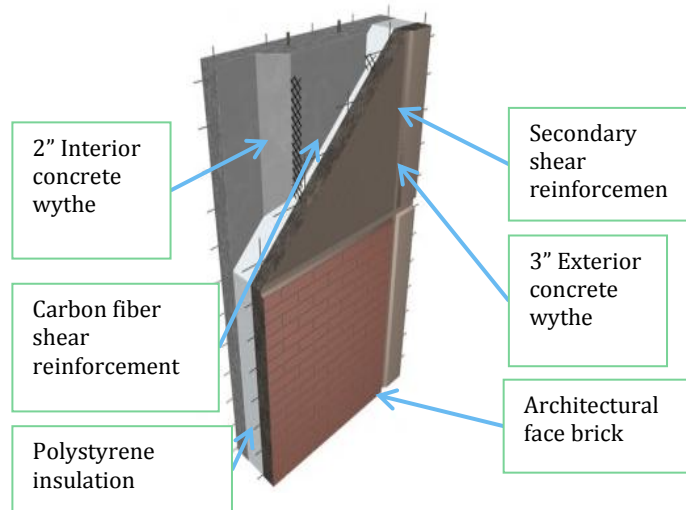 2” Interior
concrete
wythe
Carbon fiber
shear
reinforcement
Polystyrene
insulation
Secondary
shear
reinforcemen
3” Exterior
concrete
wythe
Architectural
face brick